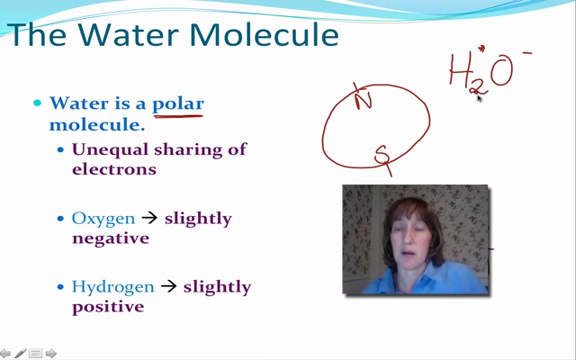 The Water Molecule
H₂O⁻
Water is a polar
molecule.
N
Unequal sharing of
electrons
S
Oxygen → slightly
negative
Hydrogen → slightly
positive